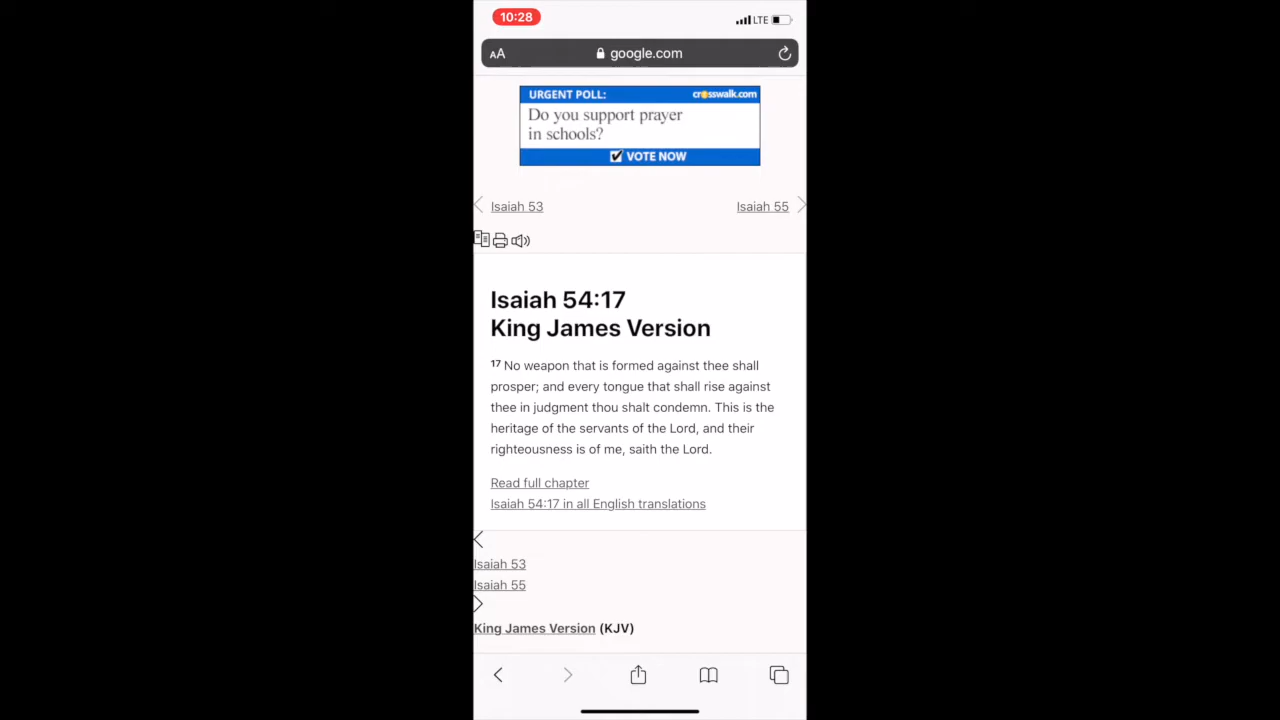 10:28
LTE
AA
google.com
URGENT POLL:
crosswalk.com
Do you support prayer
in schools?
VOTE NOW
Isaiah 53
Isaiah 55
Isaiah 54:17
King James Version
17 No weapon that is formed against thee shall
prosper; and every tongue that shall rise against
thee in judgment thou shalt condemn. This is the
heritage of the servants of the Lord, and their
righteousness is of me, saith the Lord.
Read full chapter
Isaiah 54:17 in all English translations
Isaiah 53
Isaiah 55
King James Version (KJV)